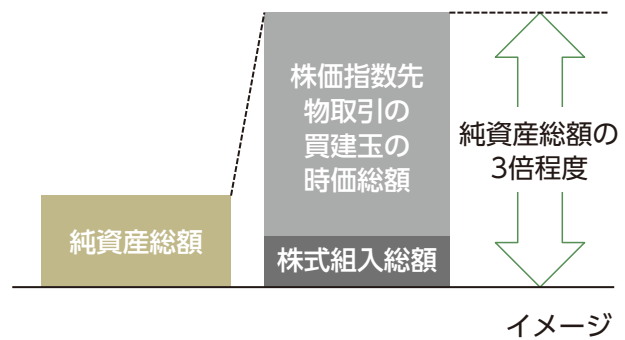 株価指数先
物取引の
買建玉の
時価総額
純資産総額の
3倍程度
純資産総額
株式組入総額
イメージ